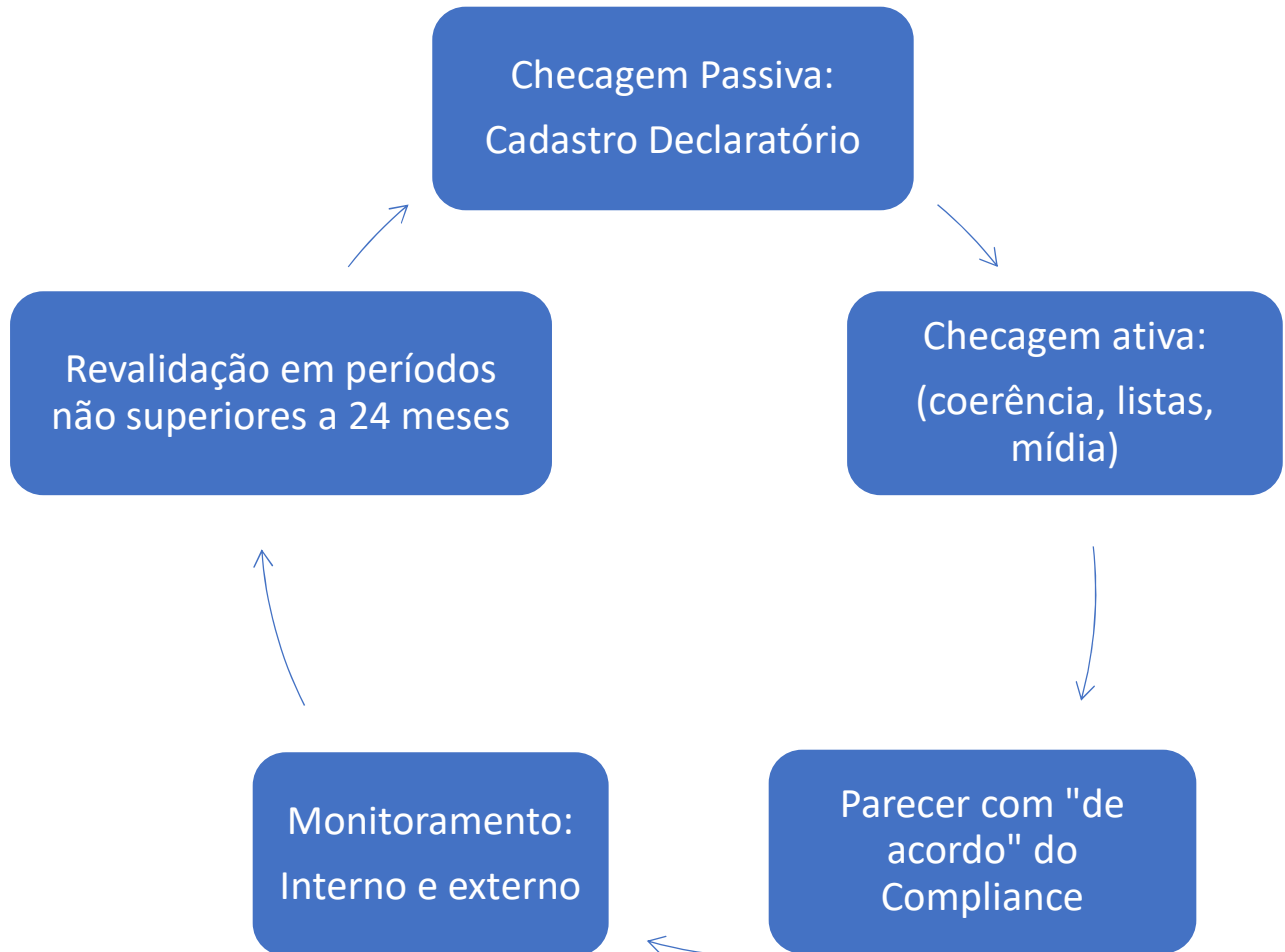 Checagem Passiva:
Cadastro Declaratório
Checagem ativa:
(coerência, listas,
mídia)
Parecer com "de
acordo" do
Compliance
Monitoramento:
Interno e externo
Revalidação em períodos
não superiores a 24 meses